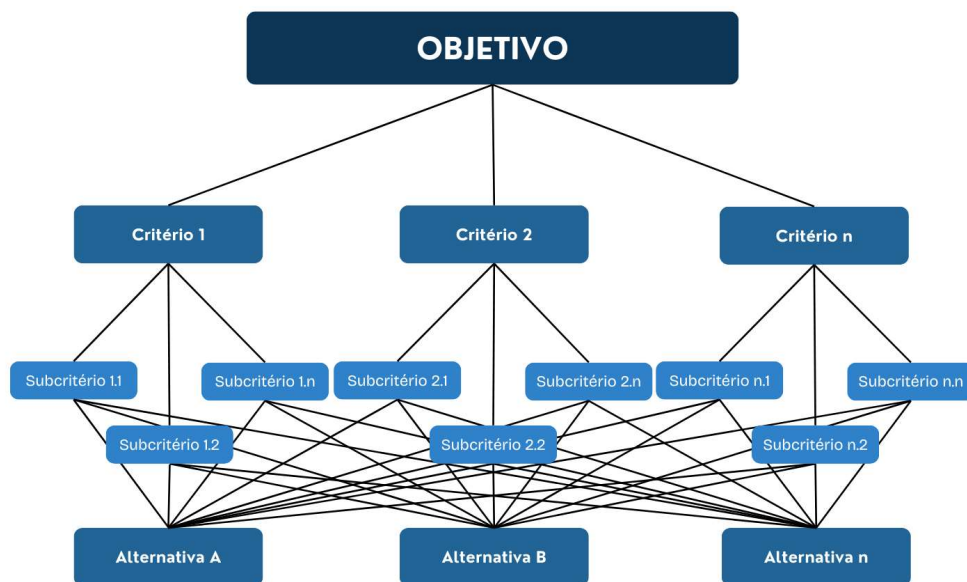 OBJETIVO
Critério 1
Critério 2
Critério n
Subcritério 1.1
Subcritério 1.n
Subcritério 2.1
Subcritério 2.n
Subcritério n.1
Subcritério n.n
Subcritério 1.2
Subcritério 2.2
Subcritério n.2
Alternativa A
Alternativa B
Alternativa n